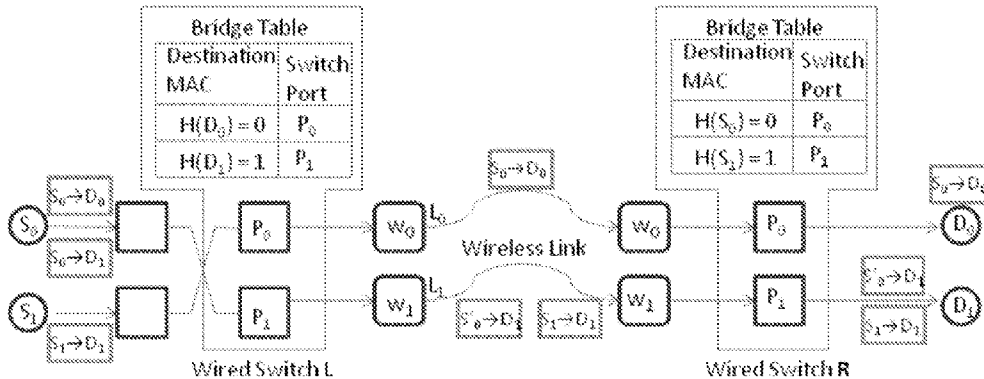 Bridge Table
Destination MAC
Switch Port
H(D₀) = 0
P₀
H(D₁) = 1
P₁
Bridge Table
Destination MAC
Switch Port
H(S₀) = 0
P₀
H(S₁) = 1
P₁
S₀→D₀
S₀
S₀→D₁
S₁
S₁→D₁
P₀
P₁
W₀
L₀
W₁
L₁
S₀→D₀
Wireless Link
S'₀→D₁
S₁→D₁
W₀
W₁
P₀
P₁
S₀→D₀
D₀
S'₀→D₁
D₁
S₁→D₁
Wired Switch L
Wired Switch R